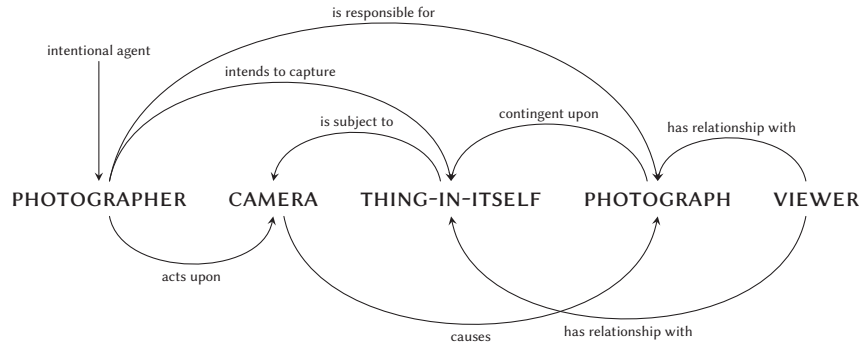 is responsible for
intentional agent
intends to capture
is subject to
contingent upon
has relationship with
PHOTOGRAPHER CAMERA THING-IN-ITSELF PHOTOGRAPH VIEWER
acts upon
causes
has relationship with